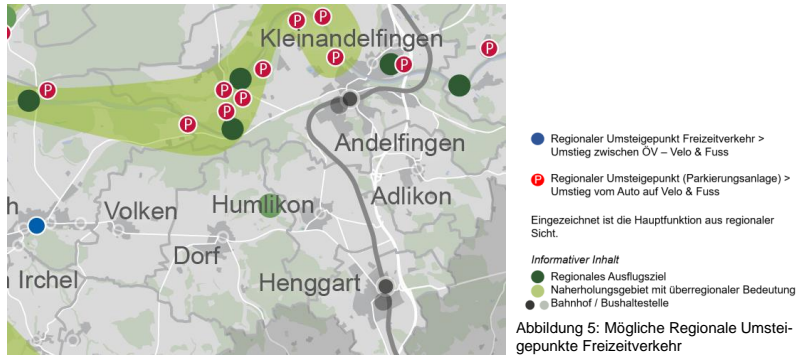 Kleinandelfingen
Andelfingen
Adlikon
Volken
Humlikon
Dorf
h
n Irchel
Henggart
P
P
P
P
P
P
P
P
P
P
P
P
P
Regionaler Umsteigepunkt Freizeitverkehr >
Umstieg zwischen ÖV – Velo & Fuss
P Regionaler Umsteigepunkt (Parkierungsanlage) >
Umstieg vom Auto auf Velo & Fuss
Eingezeichnet ist die Hauptfunktion aus regionaler
Sicht.
Informativer Inhalt
Regionales Ausflugsziel
Naherholungsgebiet mit überregionaler Bedeutung
Bahnhof / Bushaltestelle
Abbildung 5: Mögliche Regionale Umstei-
gepunkte Freizeitverkehr